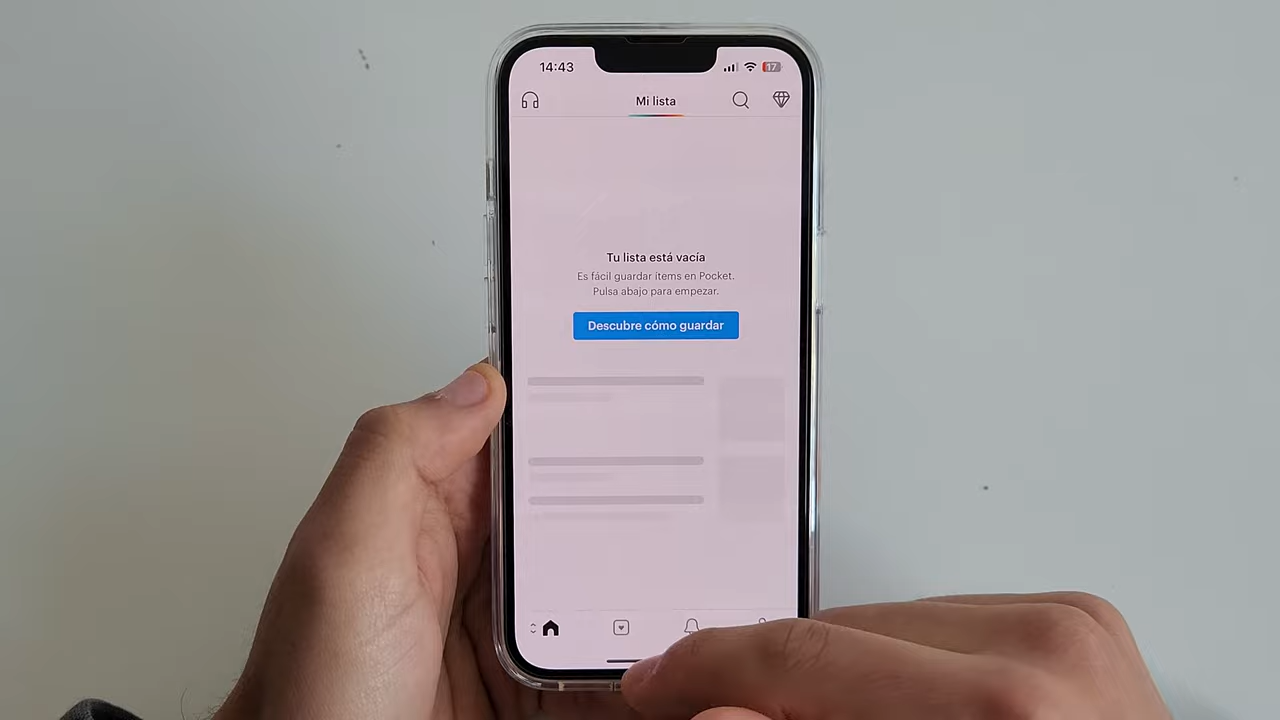 14:43
17
Mi lista
Tu lista está vacía
Es fácil guardar ítems en Pocket.
Pulsa abajo para empezar.
Descubre cómo guardar